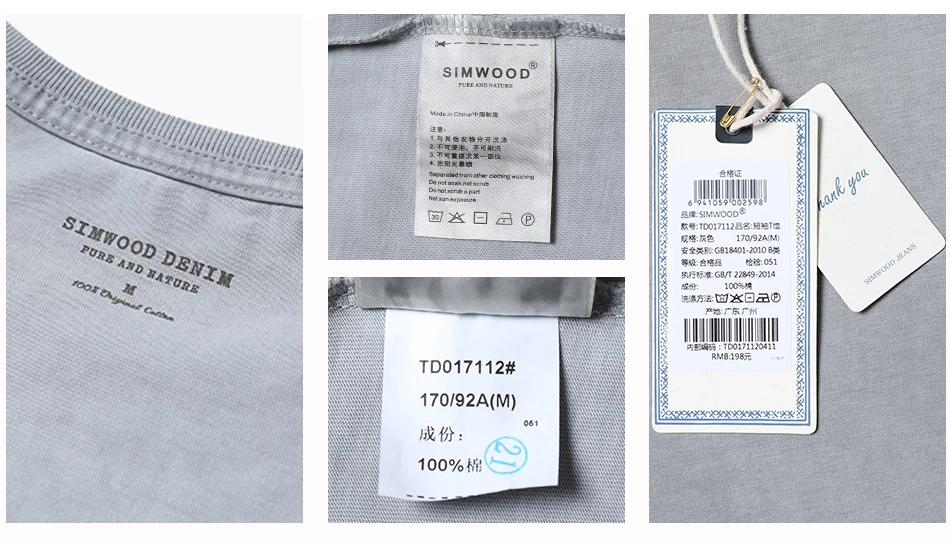 SIMWOOD DENIM
PURE AND NATURE
M
100% Original Cotton
SIMWOOD®
PURE AND NATURE
Made in China/中国制造
注意:
1. 与其他衣物分开洗涤
2. 不可浸泡，不可刷洗
3. 不可重搓洗某一部位
4. 忌阳光暴晒
Separated from other clothing washing
Do not soak,not scrub
Do not scrub a part
Not sun exposure
30
P
TD017112#
170/92A(M)
051
成份:
100%棉
21
合格证
6 941059 002598
品牌: SIMWOOD®
款号: TD017112 品名: 短袖T恤
规格: 灰色 170/92A(M)
安全类别: GB18401-2010 B类
等级: 合格品 检验: 051
执行标准: GB/T 22849-2014
成份: 100%棉
洗涤方法:
产地: 广东 广州
内部编码: TD0171120411
RMB:198元
hank you
SIMWOOD JEANS